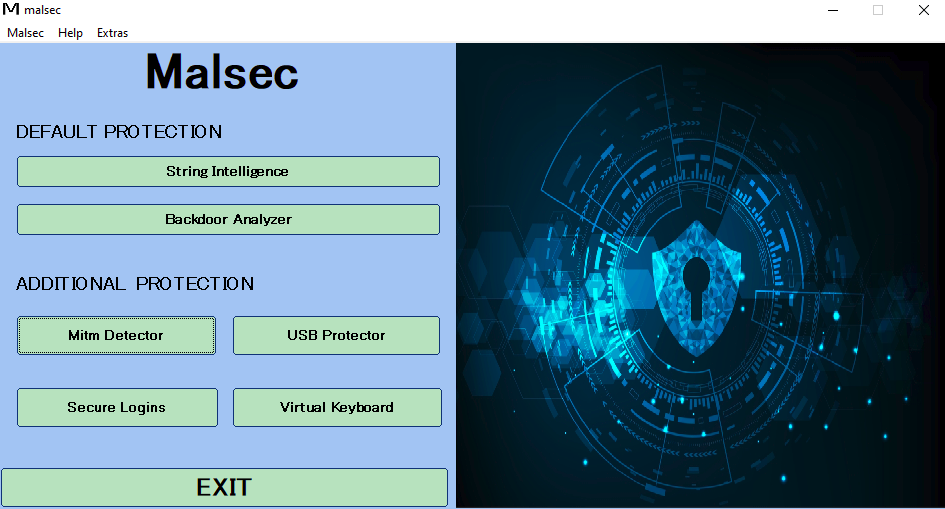 M malsec
Malsec Help Extras
Malsec
DEFAULT PROTECTION
String Intelligence
Backdoor Analyzer
ADDITIONAL PROTECTION
Mitm Detector USB Protector
Secure Logins Virtual Keyboard
EXIT